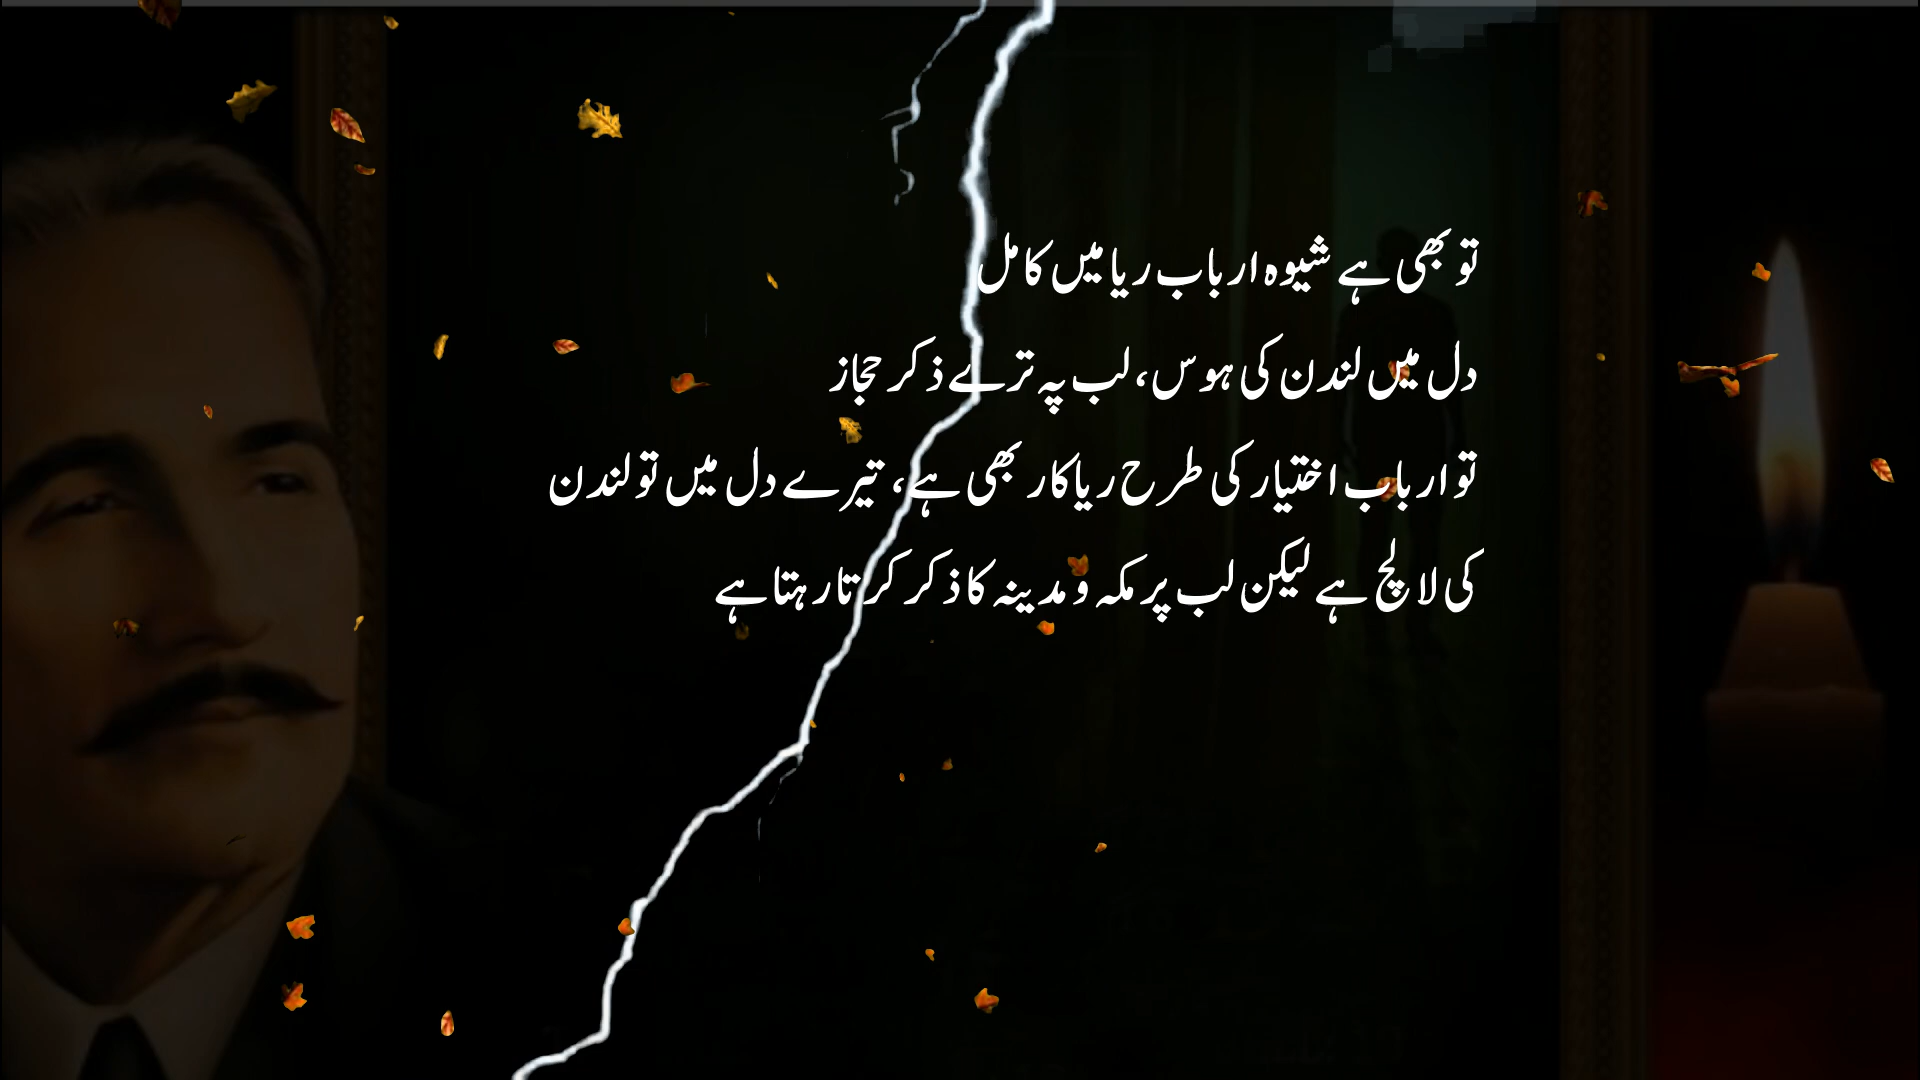 تو بھی ہے شیوہ ارباب ریا میں کامل
دل میں لندن کی ہوس، لب پہ ترے ذکر حجاز
تو ارباب اختیار کی طرح ریاکار بھی ہے، تیرے دل میں تو لندن
کی لالچ ہے لیکن لب پر مکہ و مدینہ کا ذکر کرتا رہتا ہے